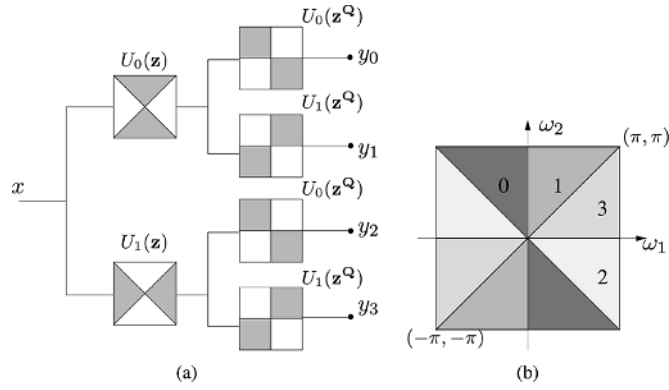 U₀(z^Q)
U₀(z)
y₀
U₁(z^Q)
y₁
x
U₀(z^Q)
U₁(z)
y₂
U₁(z^Q)
y₃
(a)
ω₂
(π, π)
0
1
3
ω₁
2
(−π, −π)
(b)